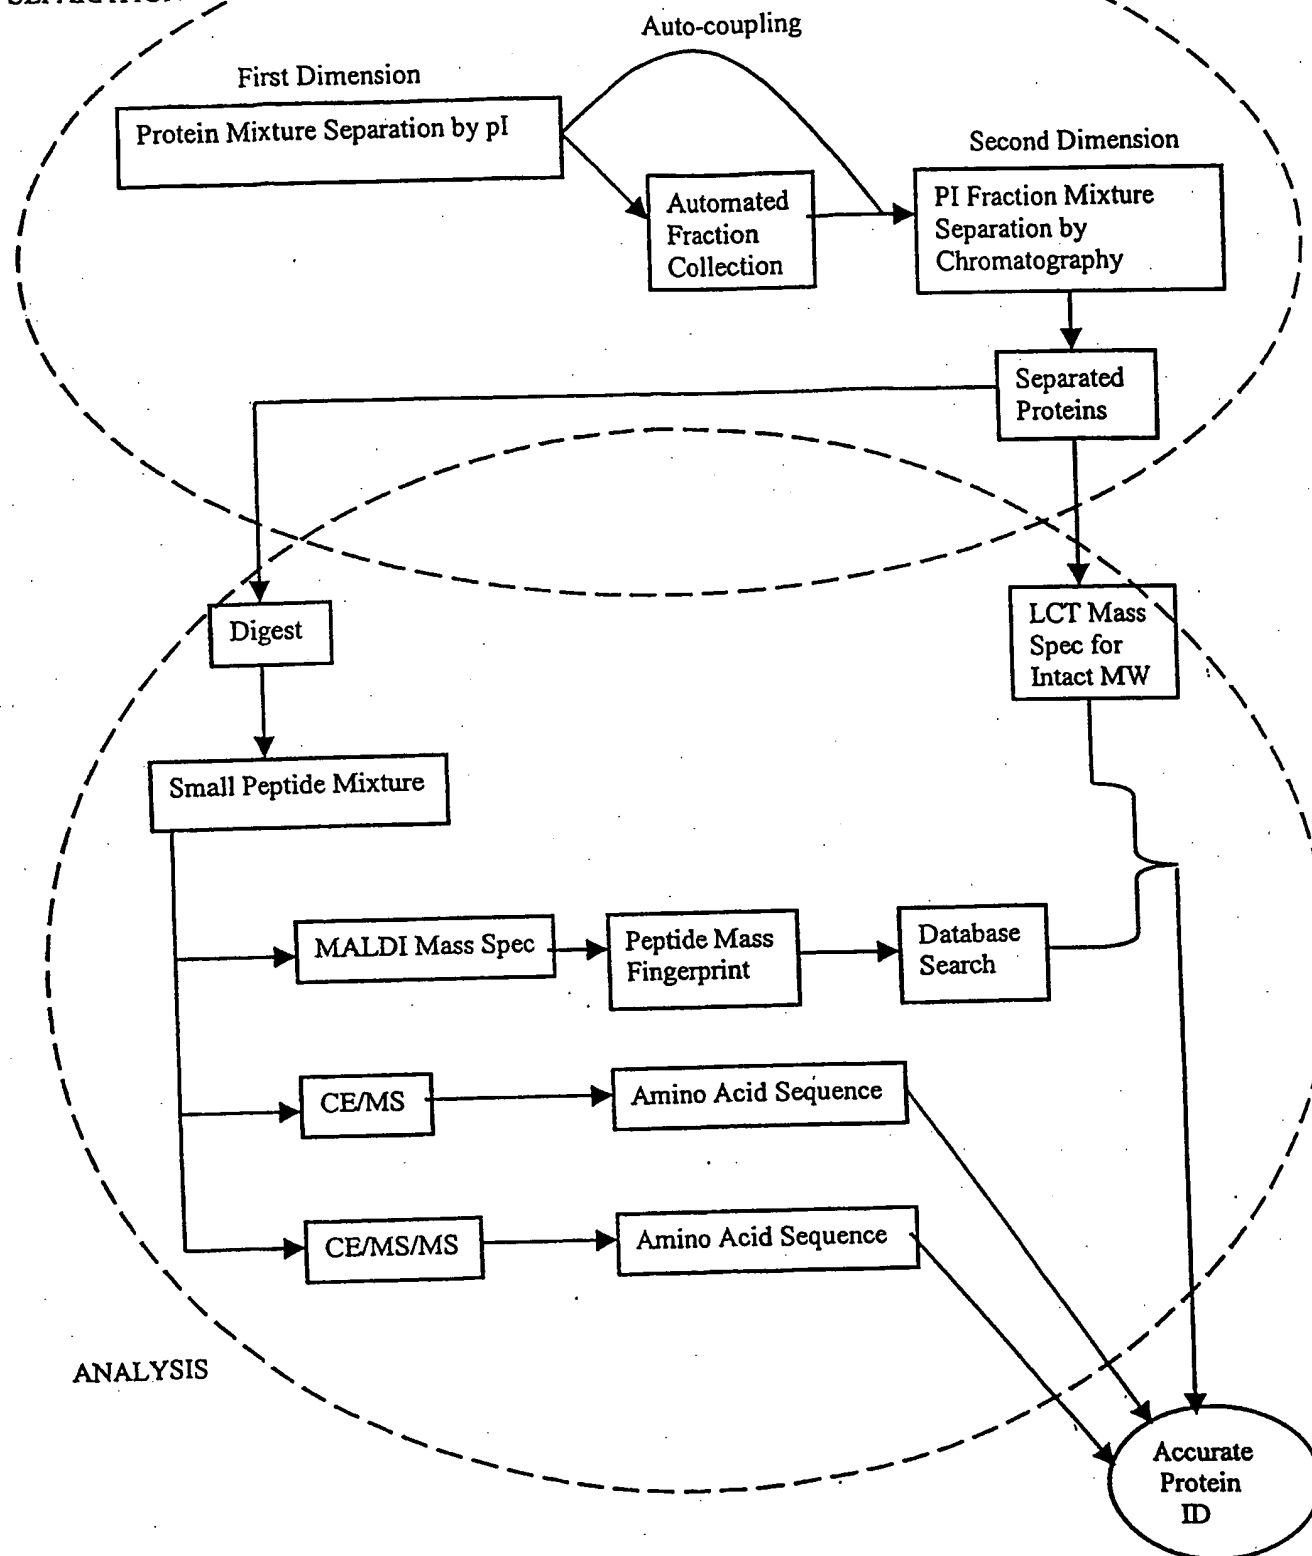 Auto-coupling
First Dimension
Protein Mixture Separation by pI
Second Dimension
Automated
Fraction
Collection
PI Fraction Mixture
Separation by
Chromatography
Separated
Proteins
Digest
LCT Mass
Spec for
Intact MW
Small Peptide Mixture
MALDI Mass Spec
Peptide Mass
Fingerprint
Database
Search
CE/MS
Amino Acid Sequence
CE/MS/MS
Amino Acid Sequence
ANALYSIS
Accurate
Protein
ID